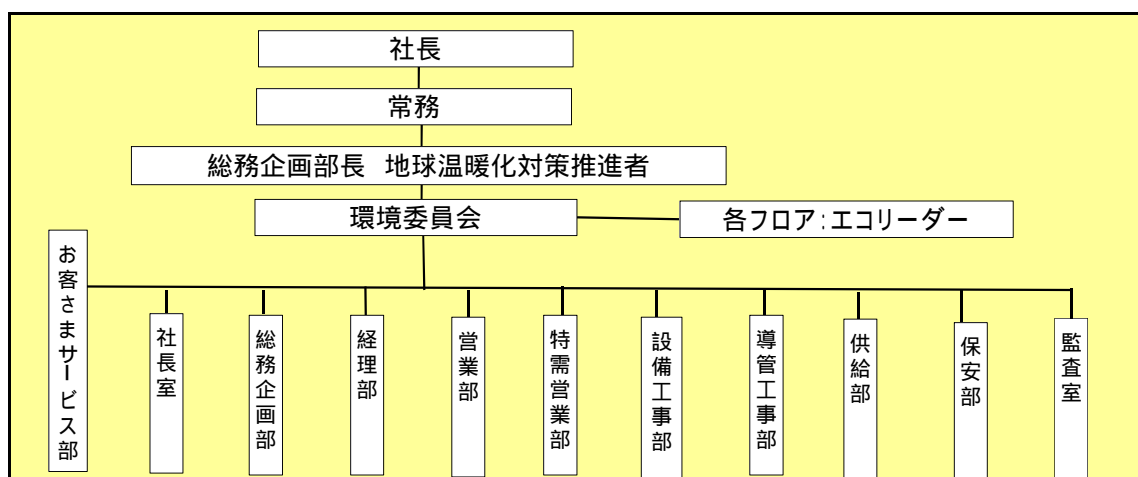 社長
常務
総務企画部長 地球温暖化対策推進者
環境委員会
各フロア:エコリーダー
お客さまサービス部
社長室
総務企画部
経理部
営業部
特需営業部
設備工事部
導管工事部
供給部
保安部
監査室